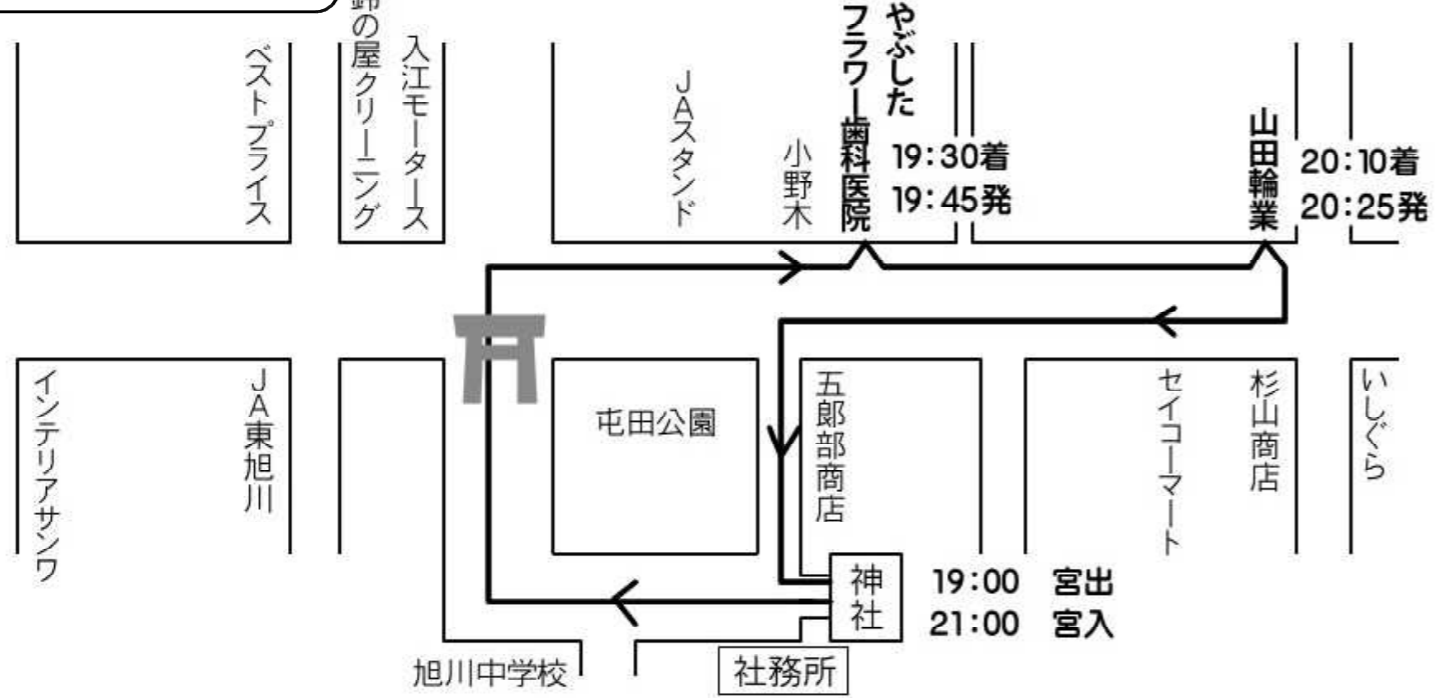 ベストプライス
鈴の屋クリーニング
入江モータース
JAスタンド
小野木
やぶした
フラワー歯科医院
19:30着
19:45発
山田輪業
20:10着
20:25発
インテリアサンワ
JA東旭川
屯田公園
五郎部商店
セイコーマート
杉山商店
いしぐら
神社
19:00 宮出
21:00 宮入
旭川中学校
社務所